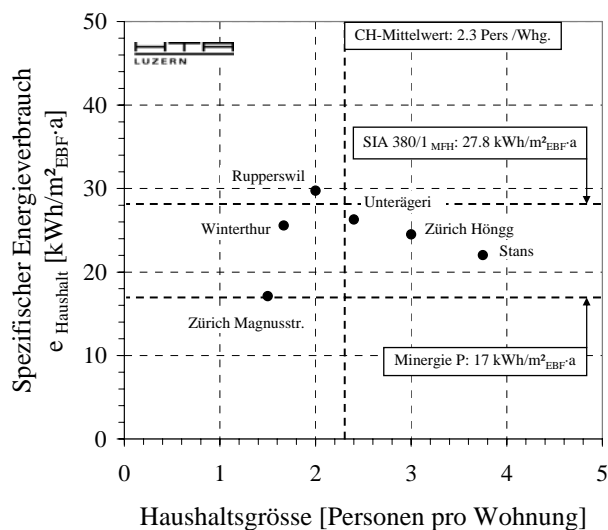 HTA
LUZERN
CH-Mittelwert: 2.3 Pers /Whg.
SIA 380/1 MFH: 27.8 kWh/m²EBF·a
Rupperswil
Unterägeri
Winterthur
Zürich Höngg
Stans
Zürich Magnusstr.
Minergie P: 17 kWh/m²EBF·a
50
40
30
20
10
0
0 1 2 3 4 5
Spezifischer Energieverbrauch
e Haushalt [kWh/m²EBF·a]
Haushaltsgrösse [Personen pro Wohnung]